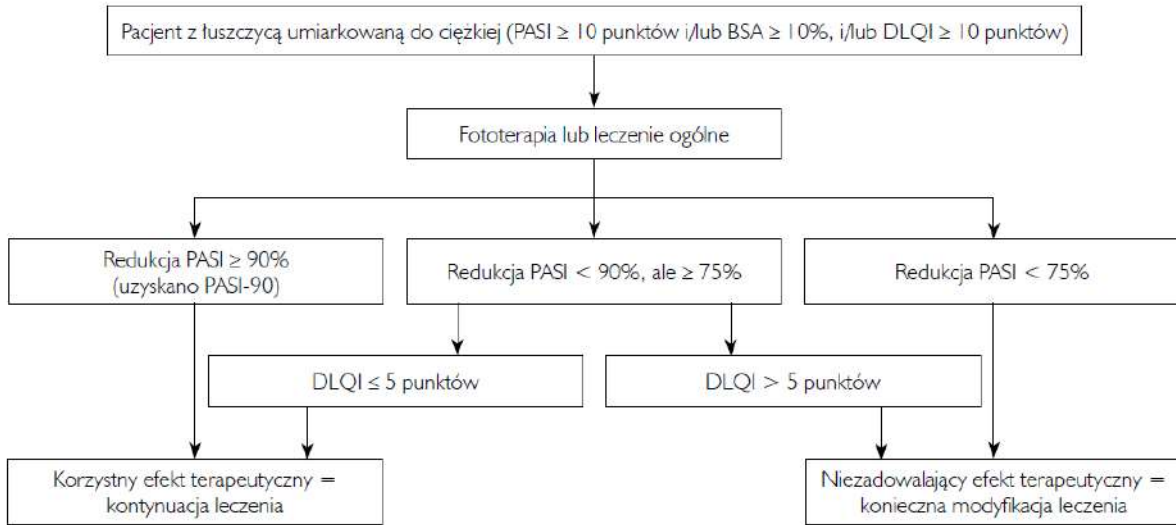 Pacjent z łuszczycą umiarkowaną do ciężkiej (PASI ≥ 10 punktów i/lub BSA ≥ 10%, i/lub DLQI ≥ 10 punktów)
Fototerapia lub leczenie ogólne
Redukcja PASI ≥ 90%
(uzyskano PASI-90)
Redukcja PASI < 90%, ale ≥ 75%
Redukcja PASI < 75%
DLQI ≤ 5 punktów
DLQI > 5 punktów
Korzystny efekt terapeutyczny =
kontynuacja leczenia
Niezadowalający efekt terapeutyczny =
konieczna modyfikacja leczenia